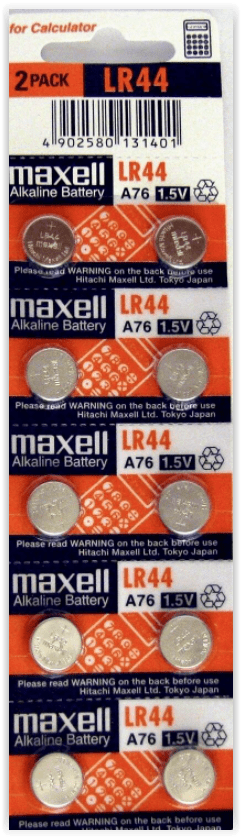 for Calculator
2 PACK LR44
4 902580 131401
maxell LR44
Alkaline Battery A76 1.5V
Please read WARNING on the back before use
Hitachi Maxell Ltd. Tokyo Japan
maxell LR44
Alkaline Battery A76 1.5V
Please read WARNING on the back before use
Hitachi Maxell Ltd. Tokyo Japan
maxell LR44
Alkaline Battery A76 1.5V
Please read WARNING on the back before use
Hitachi Maxell Ltd. Tokyo Japan
maxell LR44
Alkaline Battery A76 1.5V
Please read WARNING on the back before use
Hitachi Maxell Ltd. Tokyo Japan
maxell LR44
Alkaline Battery A76 1.5V